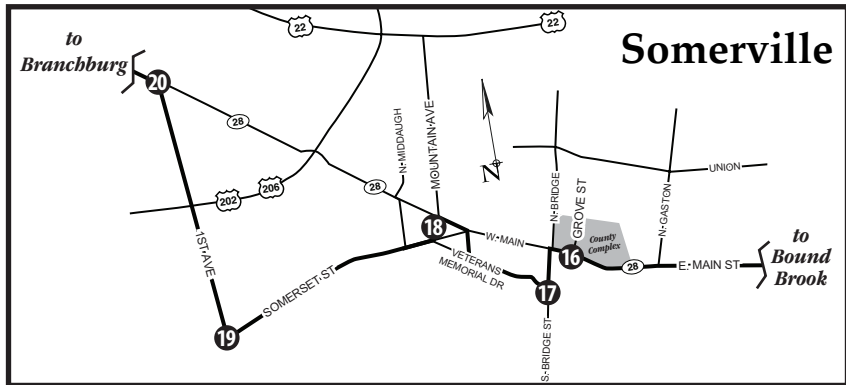 22
22
Somerville
to
Branchburg
20
28
N. MIDDAUGH
MOUNTAIN AVE
N
N. BRIDGE
GROVE ST
N. GASTON
UNION
28
202
206
1ST AVE
18
W. MAIN
16
County
Complex
28
E. MAIN ST
to
Bound
Brook
VETERANS
MEMORIAL DR
17
SOMERSET ST
19
S. BRIDGE ST